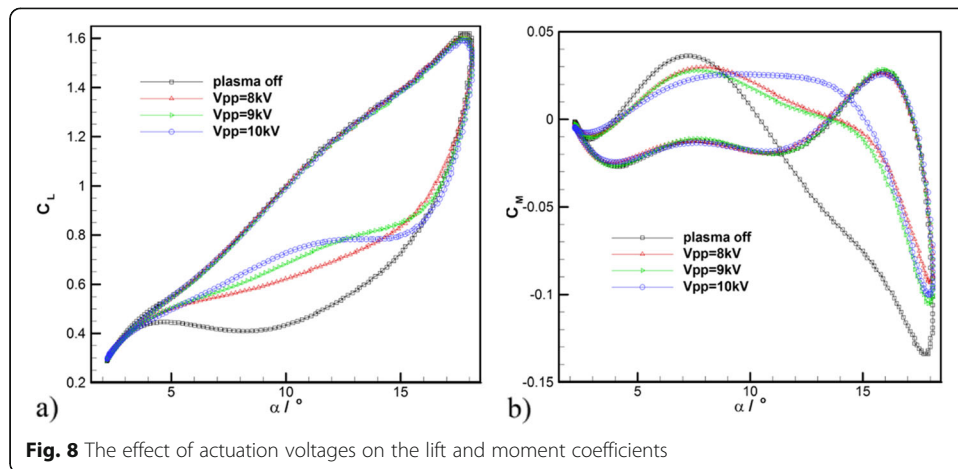 1.6
1.4
1.2
1
0.8
0.6
0.4
0.2
C_L
plasma off
Vpp=8kV
Vpp=9kV
Vpp=10kV
5
10
15
α / °
a)
0.05
0
-0.05
-0.1
-0.15
C_M
plasma off
Vpp=8kV
Vpp=9kV
Vpp=10kV
5
10
15
α / °
b)
Fig. 8 The effect of actuation voltages on the lift and moment coefficients